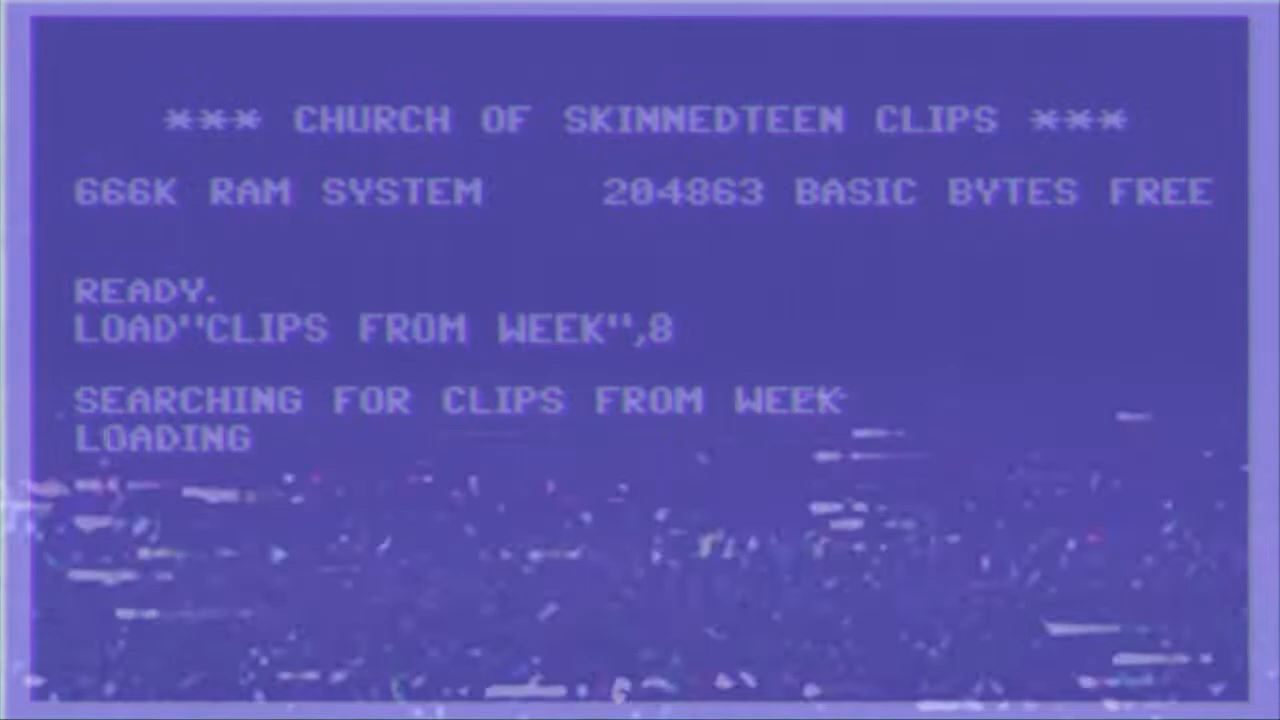 *** CHURCH OF SKINNEDTEEN CLIPS ***
666K RAM SYSTEM 204863 BASIC BYTES FREE
READY.
LOAD"CLIPS FROM WEEK",8
SEARCHING FOR CLIPS FROM WEEK
LOADING